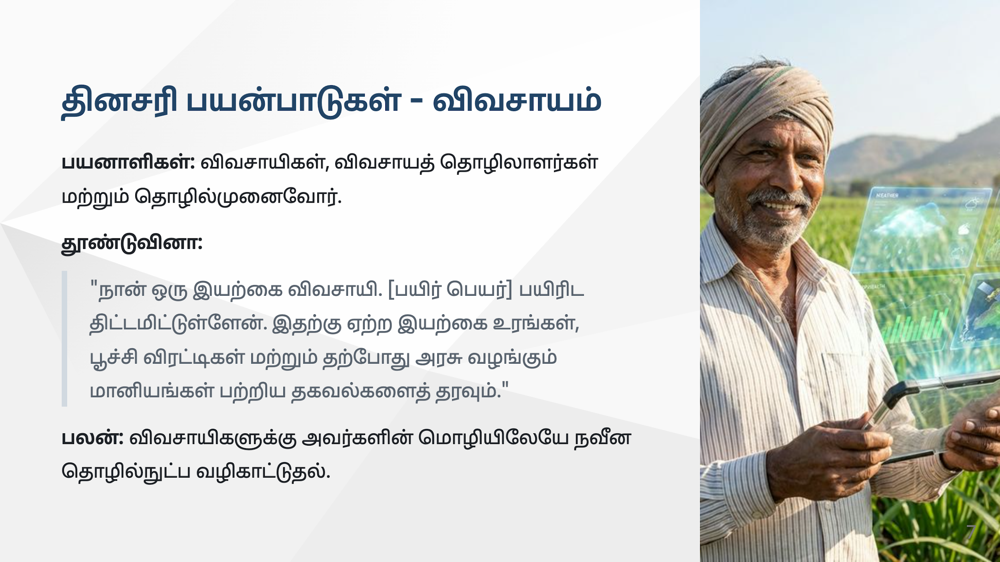 தினசரி பயன்பாடுகள் - விவசாயம்
பயனாளிகள்: விவசாயிகள், விவசாயத் தொழிலாளர்கள்
மற்றும் தொழில்முனைவோர்.
தூண்டுவினா:
"நான் ஒரு இயற்கை விவசாயி. [பயிர் பெயர்] பயிரிட
திட்டமிட்டுள்ளேன். இதற்கு ஏற்ற இயற்கை உரங்கள்,
பூச்சி விரட்டிகள் மற்றும் தற்போது அரசு வழங்கும்
மானியங்கள் பற்றிய தகவல்களைத் தரவும்."
பலன்: விவசாயிகளுக்கு அவர்களின் மொழியிலேயே நவீன
தொழில்நுட்ப வழிகாட்டுதல்.
WEATHER
7